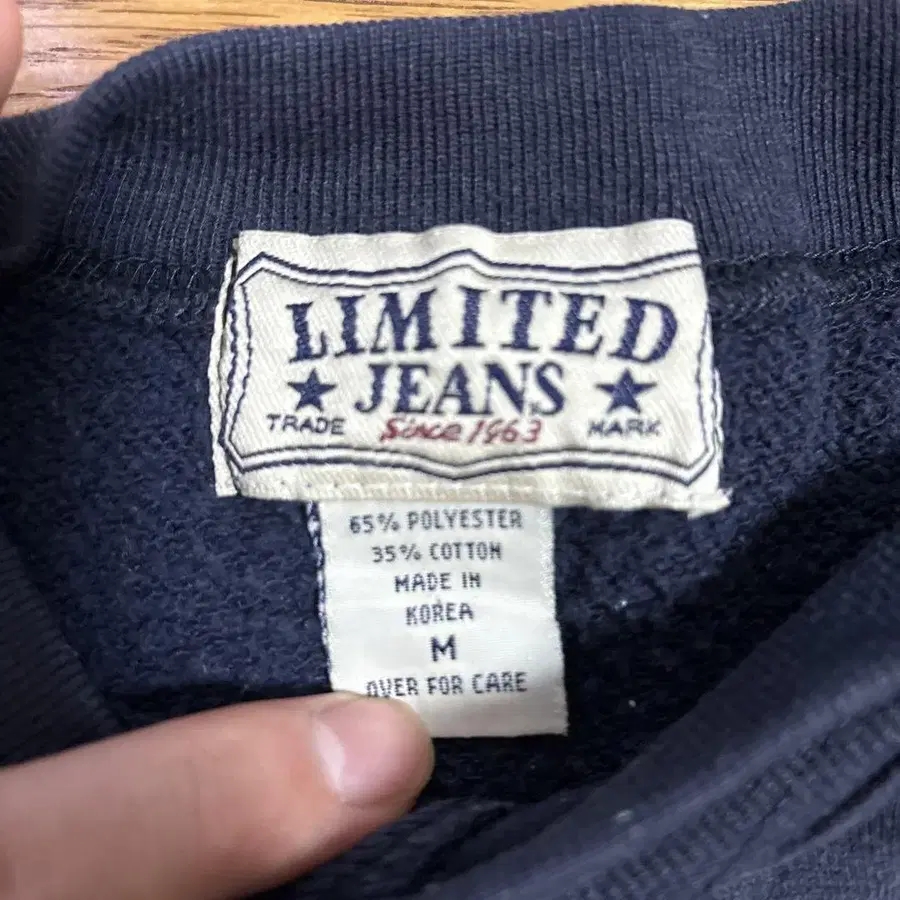 LIMITED
★ JEANS ★
TRADE Since 1963 MARK
65% POLYESTER
35% COTTON
MADE IN
KOREA
M
OVER FOR CARE